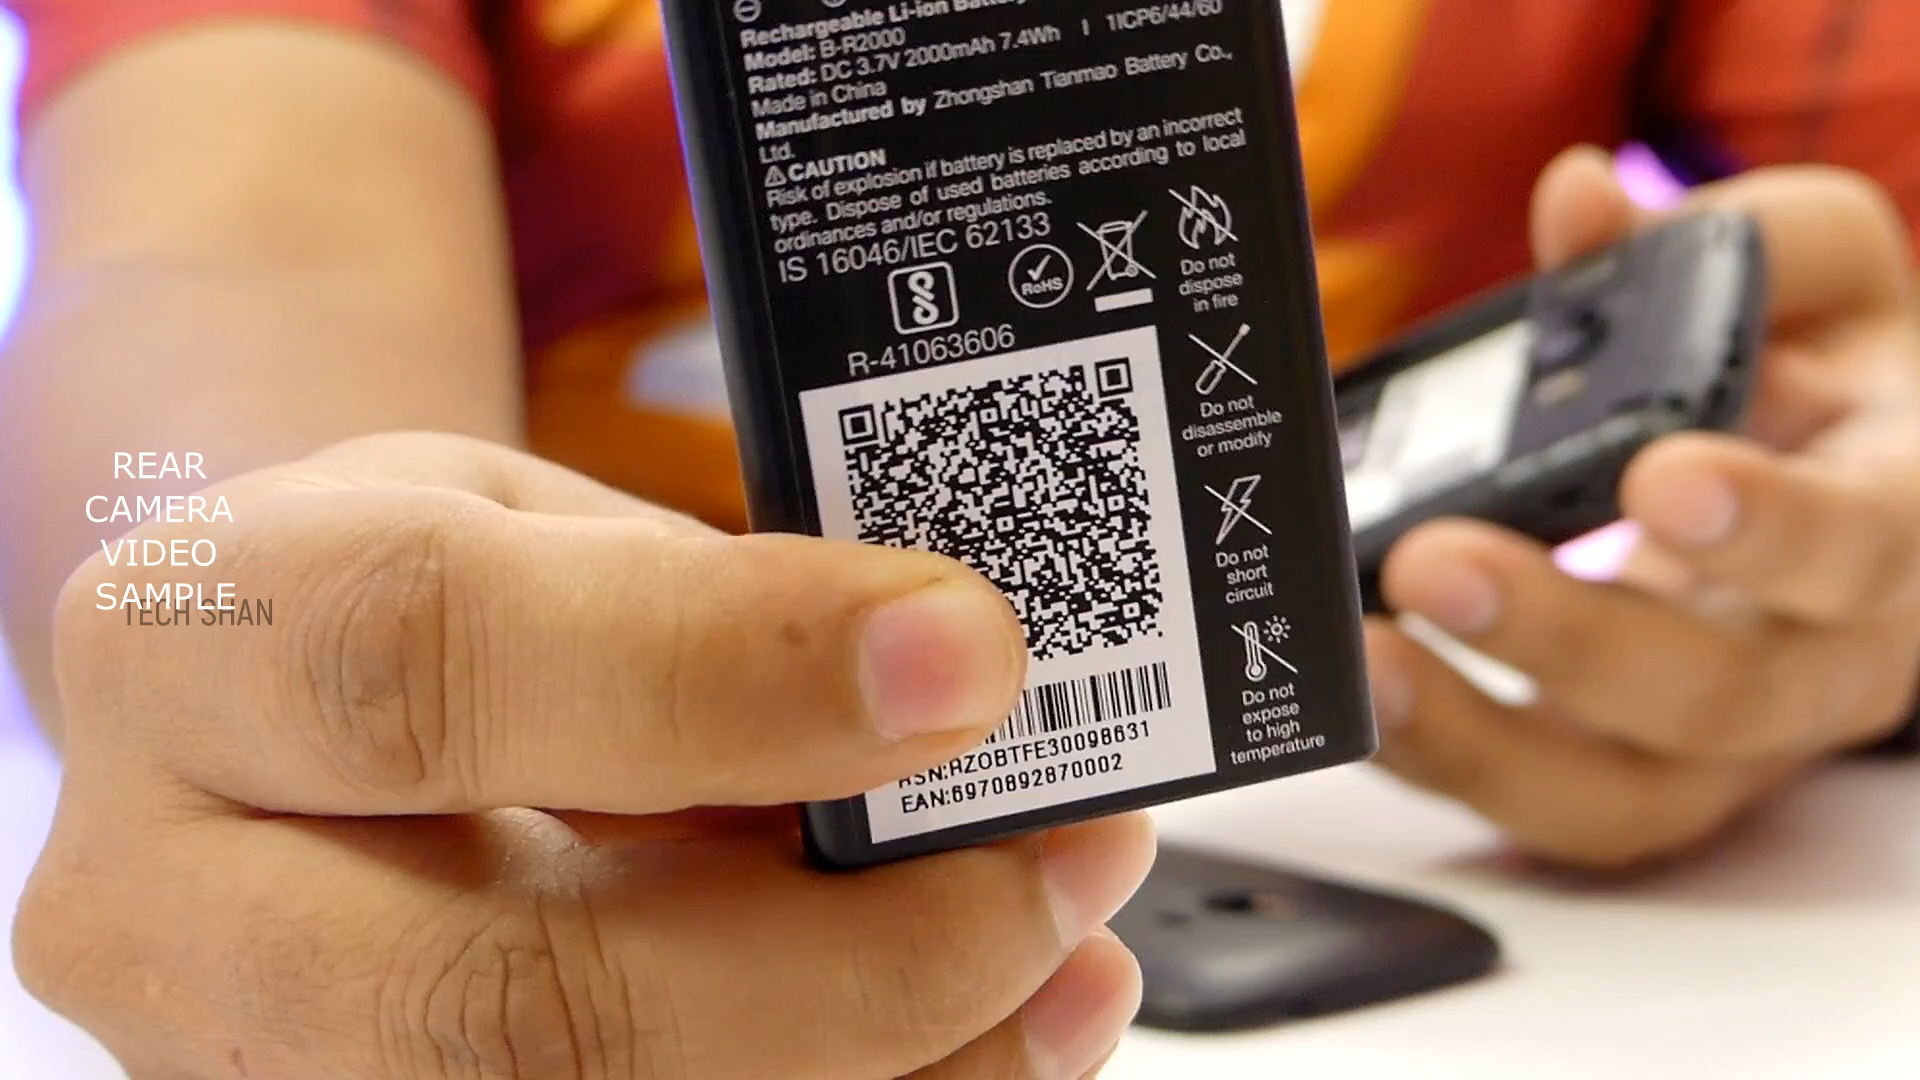 Rechargeable Li-ion Battery
Model: B-R2000
Rated: DC 3.7V 2000mAh 7.4Wh | 1ICP6/44/60
Made in China
Manufactured by Zhongshan Tianmao Battery Co.,
Ltd.
CAUTION
Risk of explosion if battery is replaced by an incorrect
type. Dispose of used batteries according to local
ordinances and/or regulations.
IS 16046/IEC 62133
RoHS
R-41063606
Do not
dispose
in fire
Do not
disassemble
or modify
Do not
short
circuit
Do not
expose
to high
temperature
RSN:RZOBTFE30098631
EAN:6970892870002
REAR
CAMERA
VIDEO
SAMPLE
TECH SHAN